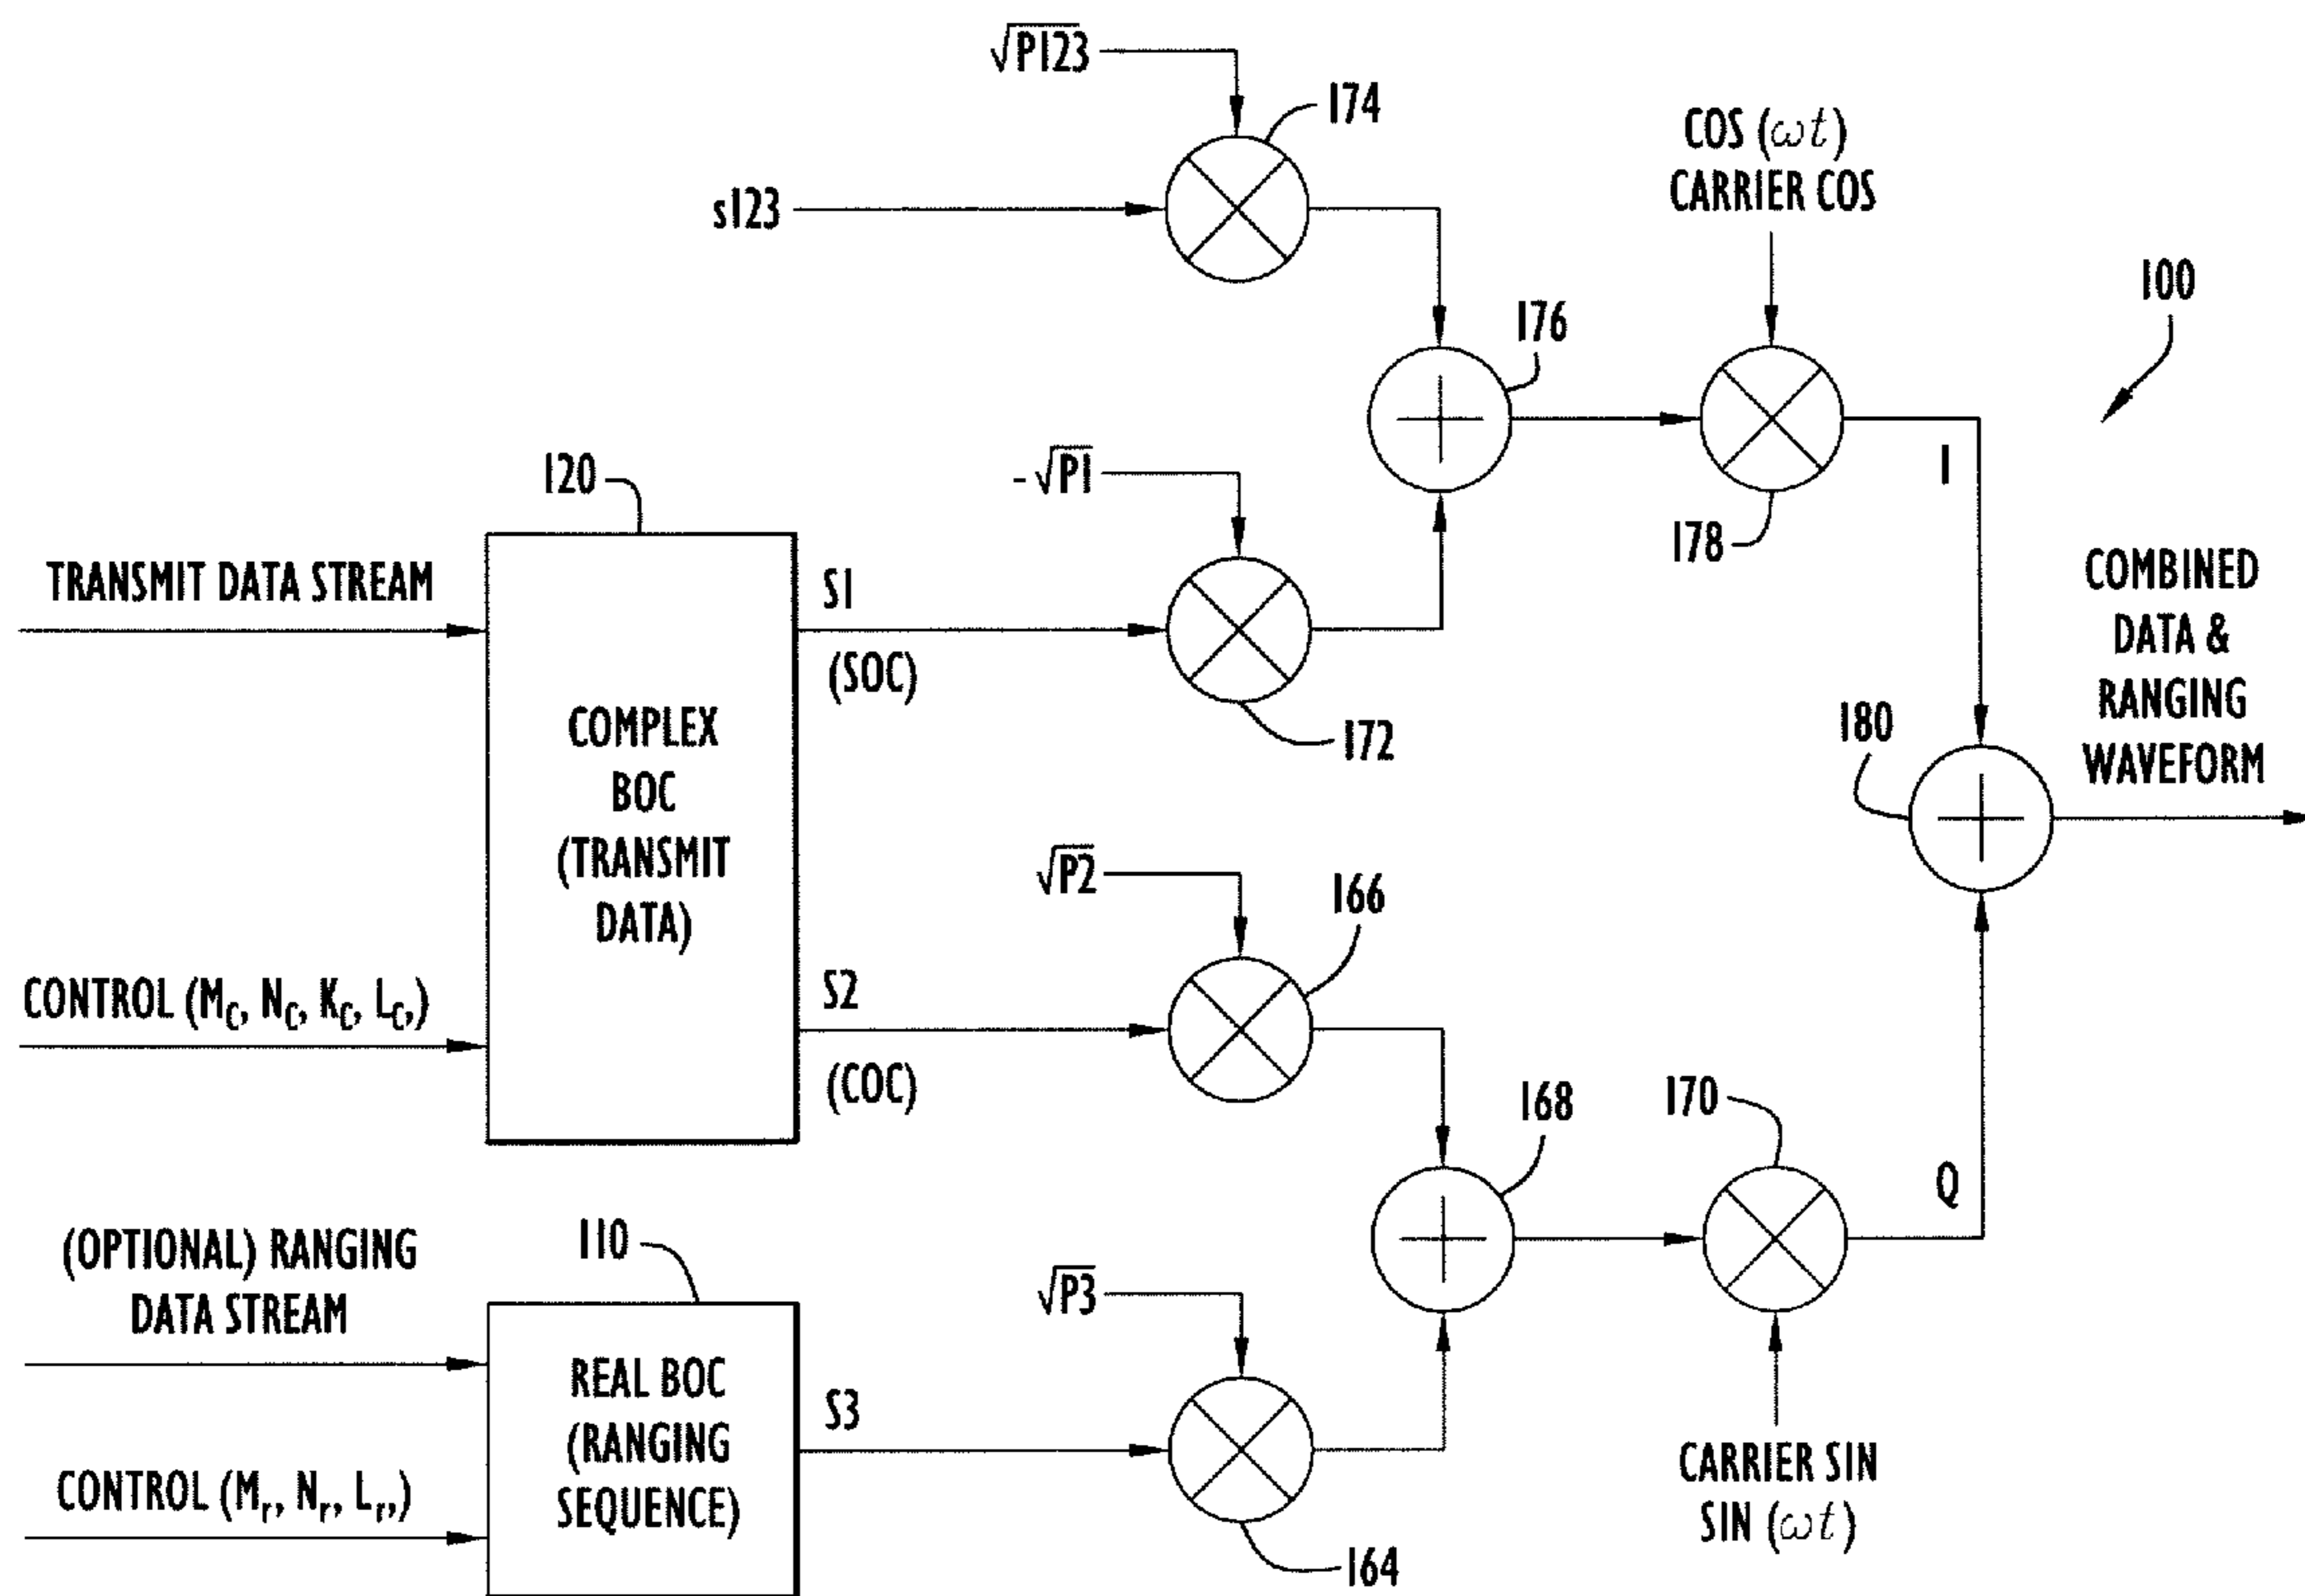 √P123
174
COS (ωt)
CARRIER COS
s123
100
176
120
-√P1
178
I
TRANSMIT DATA STREAM
S1
(SOC)
172
COMPLEX
BOC
(TRANSMIT
DATA)
COMBINED
DATA &
RANGING
WAVEFORM
180
√P2
166
CONTROL (M_C, N_C, K_C, L_C,)
S2
(COC)
168
170
Q
(OPTIONAL) RANGING
DATA STREAM
110
√P3
REAL BOC
(RANGING
SEQUENCE)
S3
CARRIER SIN
SIN (ωt)
CONTROL (M_r, N_r, L_r,)
164